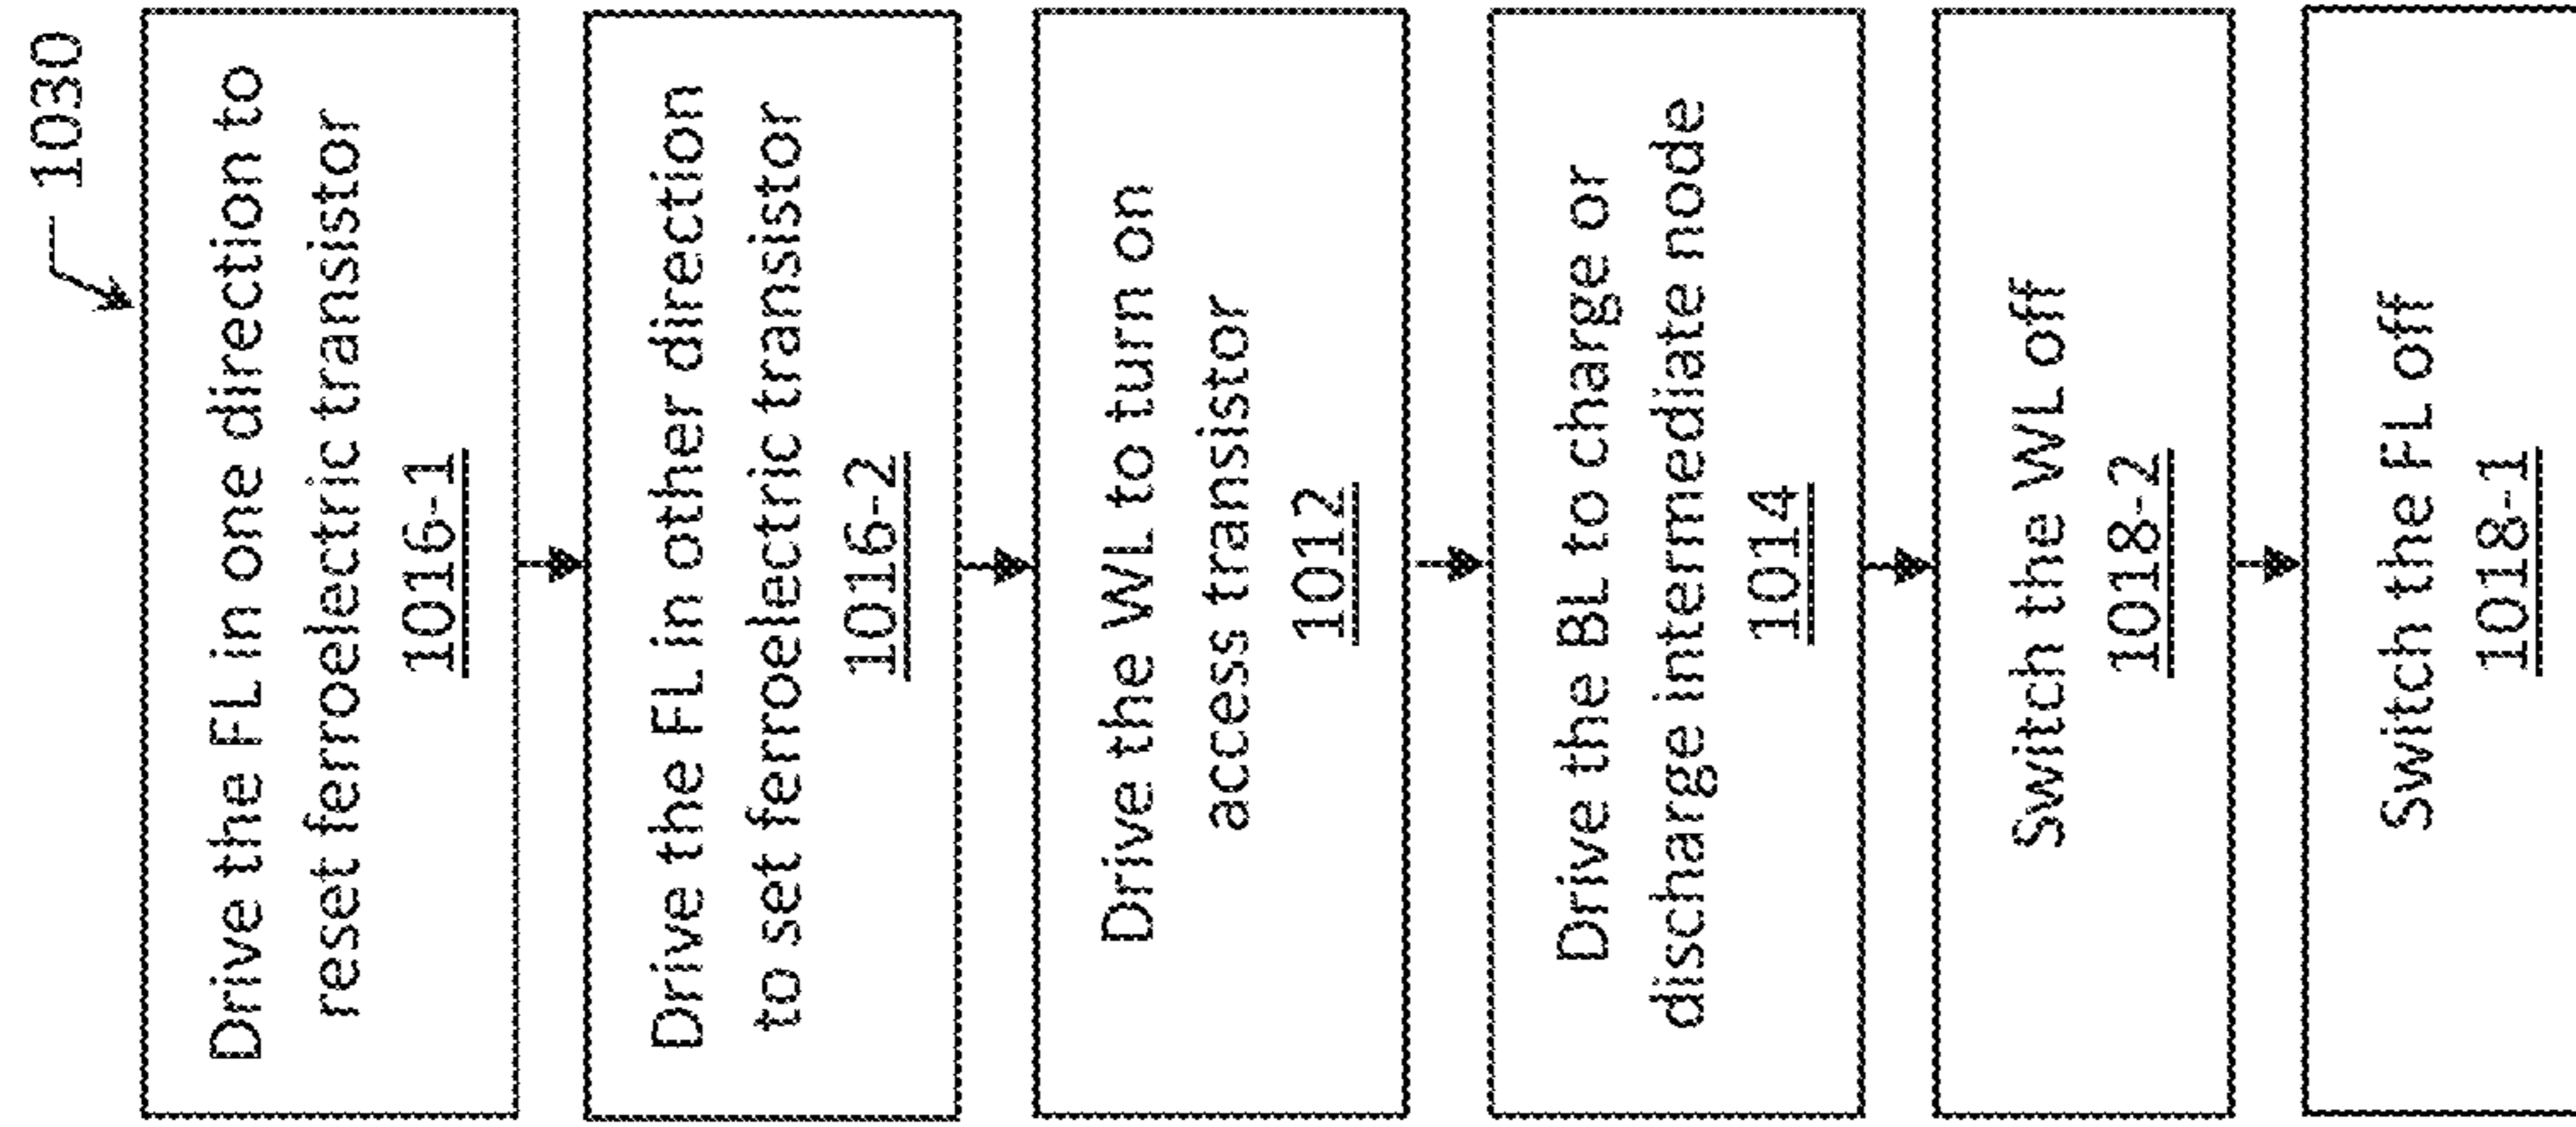 1030
Drive the FL in one direction to
reset ferroelectric transistor
1016-1
Drive the FL in other direction
to set ferroelectric transistor
1016-2
Drive the WL to turn on
access transistor
1012
Drive the BL to charge or
discharge intermediate node
1014
Switch the WL off
1018-2
Switch the FL off
1018-1